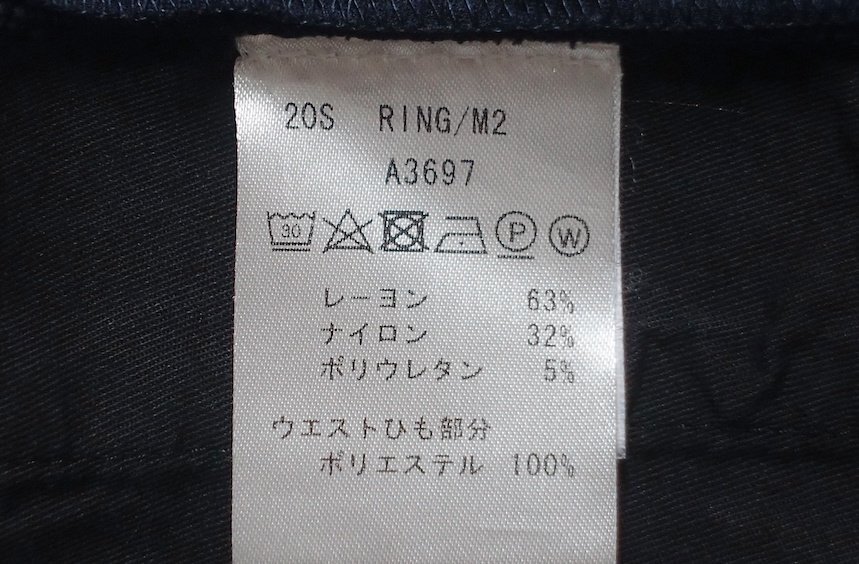 20S RING/M2
A3697
30 P W
レーヨン 63%
ナイロン 32%
ポリウレタン 5%
ウエストひも部分
ポリエステル 100%